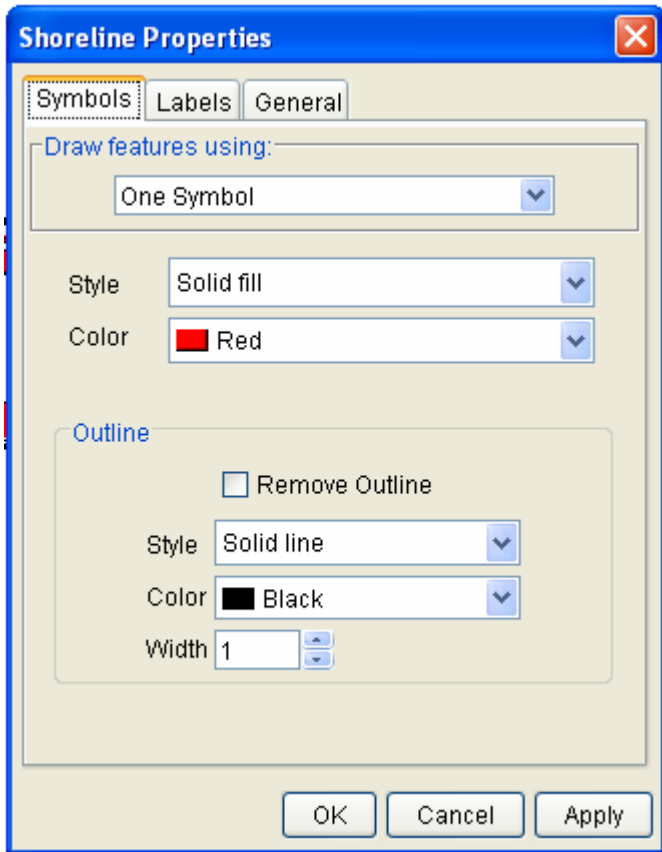 Shoreline Properties
Symbols Labels General
Draw features using:
One Symbol
Style Solid fill
Color Red
Outline
Remove Outline
Style Solid line
Color Black
Width 1
OK Cancel Apply